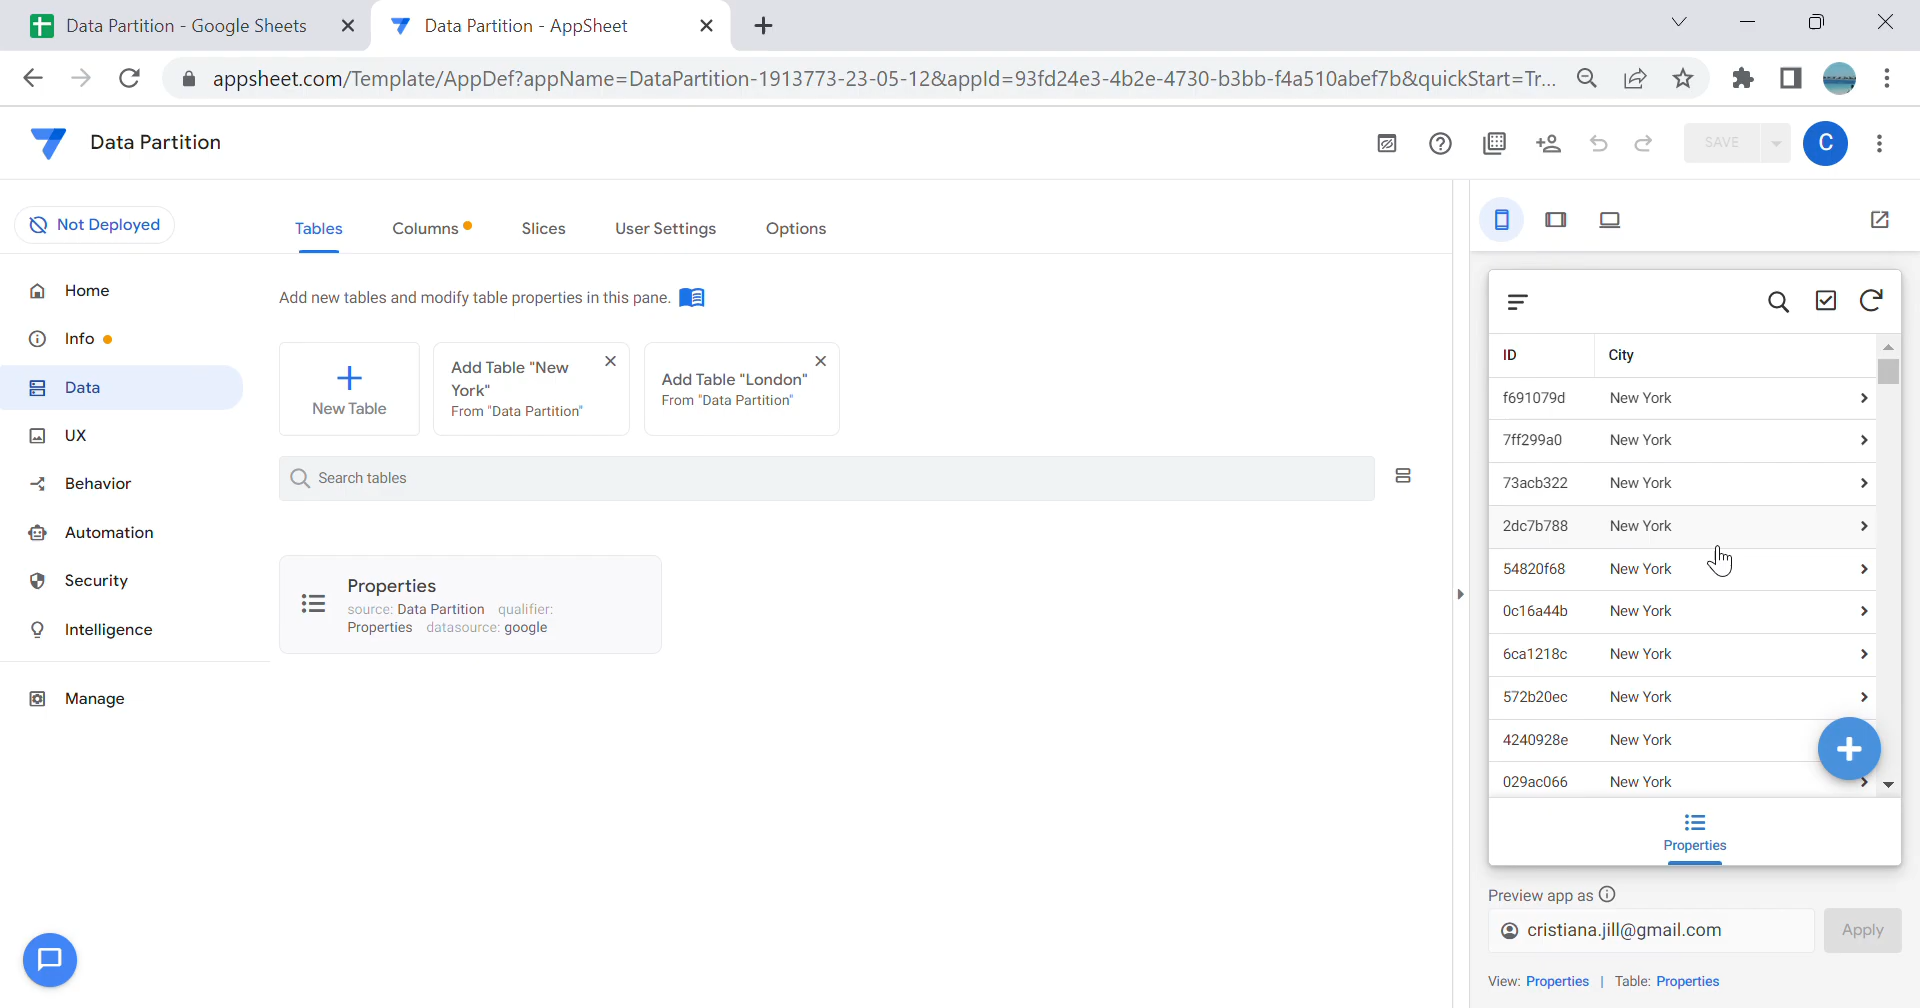 Data Partition - Google Sheets
Data Partition - AppSheet
appsheet.com/Template/AppDef?appName=DataPartition-1913773-23-05-12&appId=93fd24e3-4b2e-4730-b3bb-f4a510abef7b&quickStart=Tr...
Data Partition
SAVE
C
Not Deployed
Tables
Columns
Slices
User Settings
Options
Home
Info
Data
UX
Behavior
Automation
Security
Intelligence
Manage
Add new tables and modify table properties in this pane.
New Table
Add Table "New
York"
From "Data Partition"
Add Table "London"
From "Data Partition"
Search tables
Properties
source: Data Partition qualifier:
Properties datasource: google
ID City
f691079d New York
7ff299a0 New York
73acb322 New York
2dc7b788 New York
54820f68 New York
0c16a44b New York
6ca1218c New York
572b20ec New York
4240928e New York
029ac066 New York
Properties
Preview app as
cristiana.jill@gmail.com
Apply
View: Properties | Table: Properties